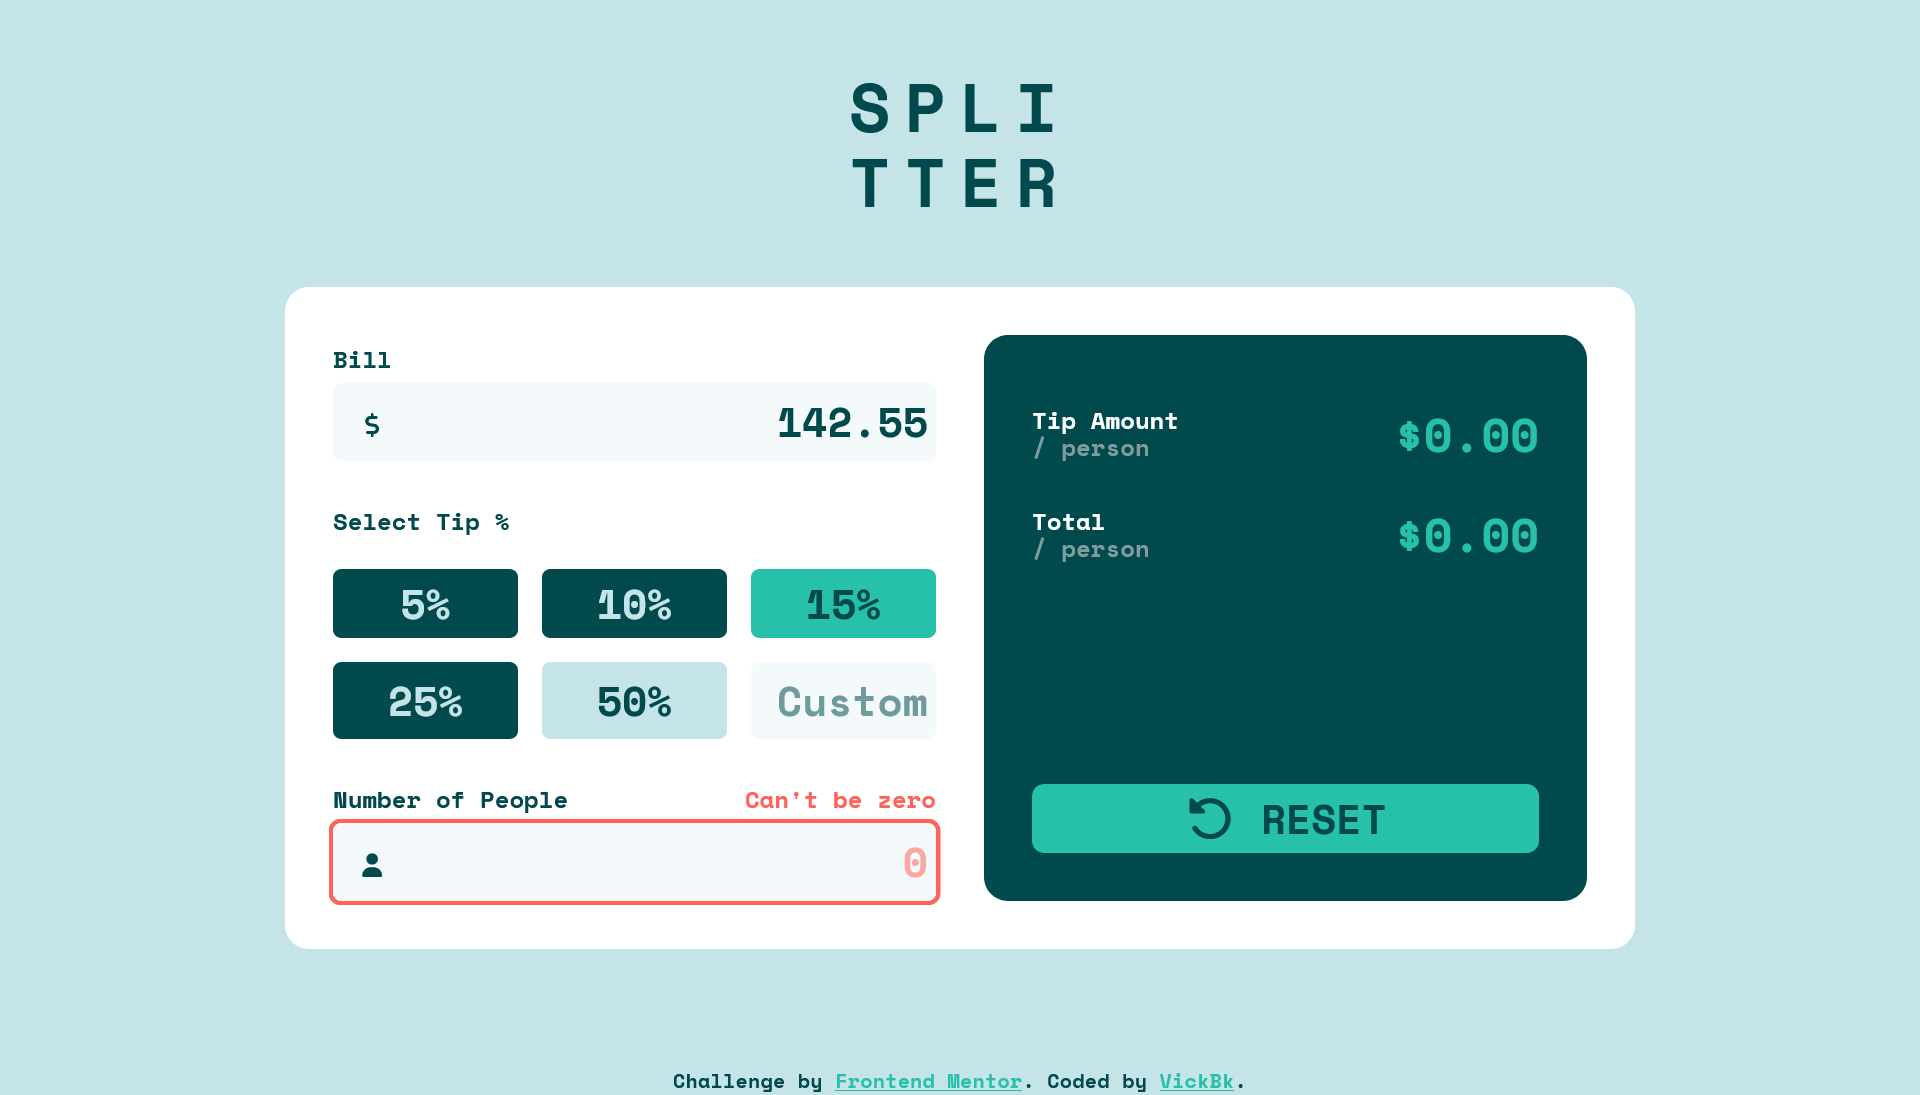 SPLI
TTER
Bill
$ 142.55
Select Tip %
5% 10% 15%
25% 50% Custom
Number of People Can't be zero
0
Tip Amount
/ person
$0.00
Total
/ person
$0.00
RESET
Challenge by Frontend Mentor. Coded by VickBk.